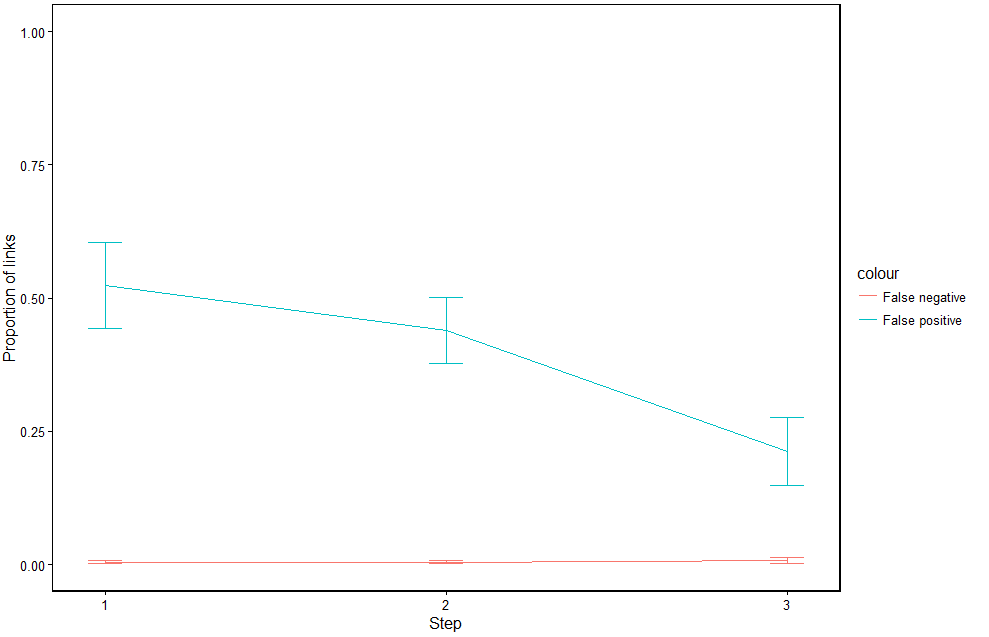 1.00
0.75
0.50
0.25
0.00
Proportion of links
1 2 3
Step
colour
False negative
False positive